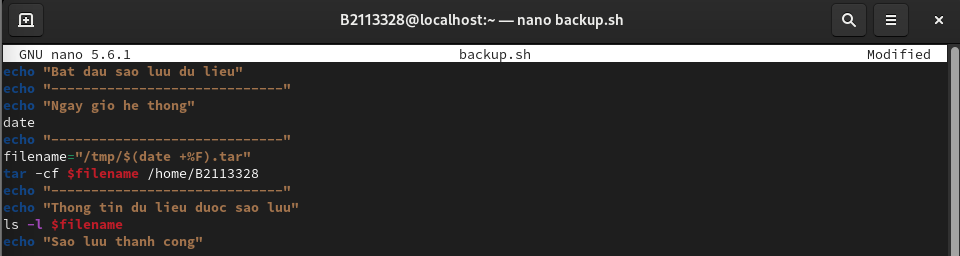 B2113328@localhost:~ — nano backup.sh
GNU nano 5.6.1 backup.sh Modified
echo "Bat dau sao luu du lieu"
echo "-----------------------------"
echo "Ngay gio he thong"
date
echo "-----------------------------"
filename="/tmp/$(date +%F).tar"
tar -cf $filename /home/B2113328
echo "-----------------------------"
echo "Thong tin du lieu duoc sao luu"
ls -l $filename
echo "Sao luu thanh cong"